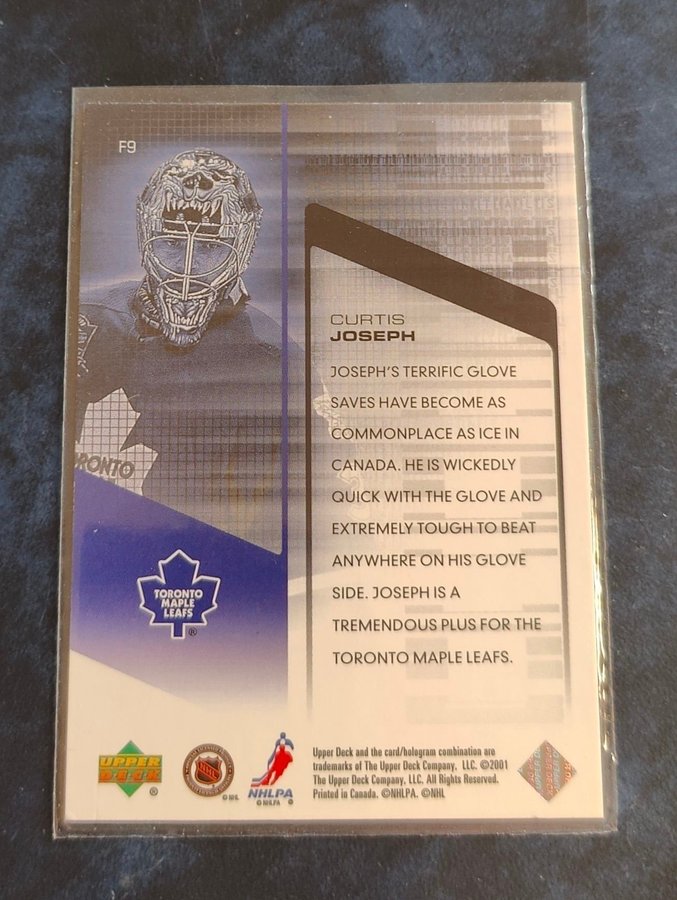 F9
CURTIS
JOSEPH
JOSEPH'S TERRIFIC GLOVE
SAVES HAVE BECOME AS
COMMONPLACE AS ICE IN
CANADA. HE IS WICKEDLY
QUICK WITH THE GLOVE AND
EXTREMELY TOUGH TO BEAT
ANYWHERE ON HIS GLOVE
SIDE. JOSEPH IS A
TREMENDOUS PLUS FOR THE
TORONTO MAPLE LEAFS.
RONTO
TORONTO
MAPLE
LEAFS
®
UPPER
DECK
®
NHL
© NHL
NHLPA
© NHLPA ®
Upper Deck and the card/hologram combination are
trademarks of The Upper Deck Company, LLC. ©2001
The Upper Deck Company, LLC. All Rights Reserved.
Printed in Canada. ©NHLPA. ©NHL